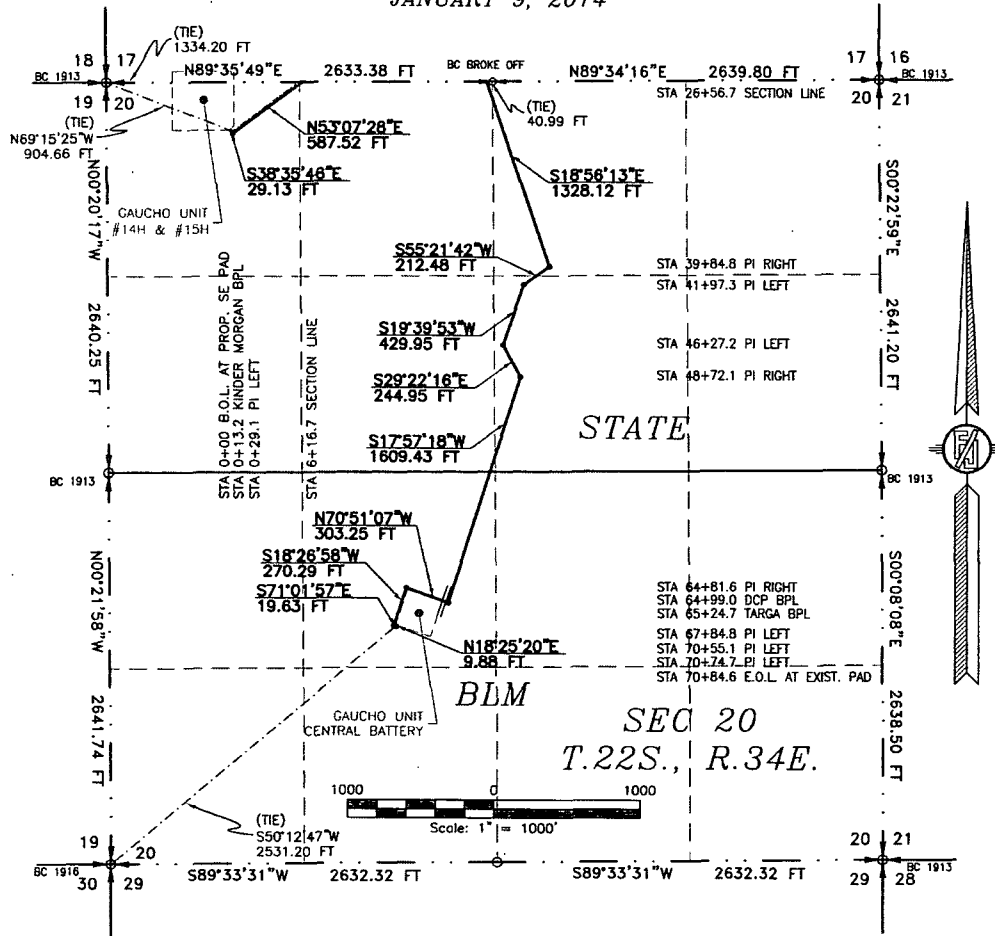 JANUARY 9, 2014
(TIE)
1334.20 FT
18 17
17 16
BC 1913
N89°35'49"E 2633.38 FT
BC BROKE OFF
N89°34'16"E 2639.80 FT
BC 1913
19 20
20 21
STA 26+56.7 SECTION LINE
(TIE)
40.99 FT
(TIE)
N69°15'25"W
904.66 FT
N53°07'28"E
587.52 FT
S38°35'46"E
29.13 FT
S18°56'13"E
1328.12 FT
GAUCHO UNIT
#14H & #15H
N00°20'17"W
2640.25 FT
S00°22'59"E
2641.20 FT
S55°21'42"W
212.48 FT
STA 39+84.8 PI RIGHT
STA 41+97.3 PI LEFT
STA 0+00 B.O.L. AT PROP. SE PAD
STA 0+13.2 KINDER MORGAN BPL
STA 0+29.1 PI LEFT
STA 6+16.7 SECTION LINE
S19°39'53"W
429.95 FT
STA 46+27.2 PI LEFT
S29°22'16"E
244.95 FT
STA 48+72.1 PI RIGHT
STATE
S17°57'18"W
1609.43 FT
BC 1913
BC 1913
N70°51'07"W
303.25 FT
S18°26'58"W
270.29 FT
S71°01'57"E
19.63 FT
N18°25'20"E
9.88 FT
STA 64+81.6 PI RIGHT
STA 64+99.0 DCP BPL
STA 65+24.7 TARGA BPL
STA 67+84.8 PI LEFT
STA 70+55.1 PI LEFT
STA 70+74.7 PI LEFT
STA 70+84.6 E.O.L. AT EXIST. PAD
N00°21'58"W
2641.74 FT
S00°08'08"E
2638.50 FT
BLM
GAUCHO UNIT
CENTRAL BATTERY
SEC 20
T.22S., R.34E.
1000 0 1000
Scale: 1" = 1000'
(TIE)
S50°12'47"W
2531.20 FT
19 20
20 21
BC 1916
S89°33'31"W 2632.32 FT
S89°33'31"W 2632.32 FT
BC 1913
30 29
29 28